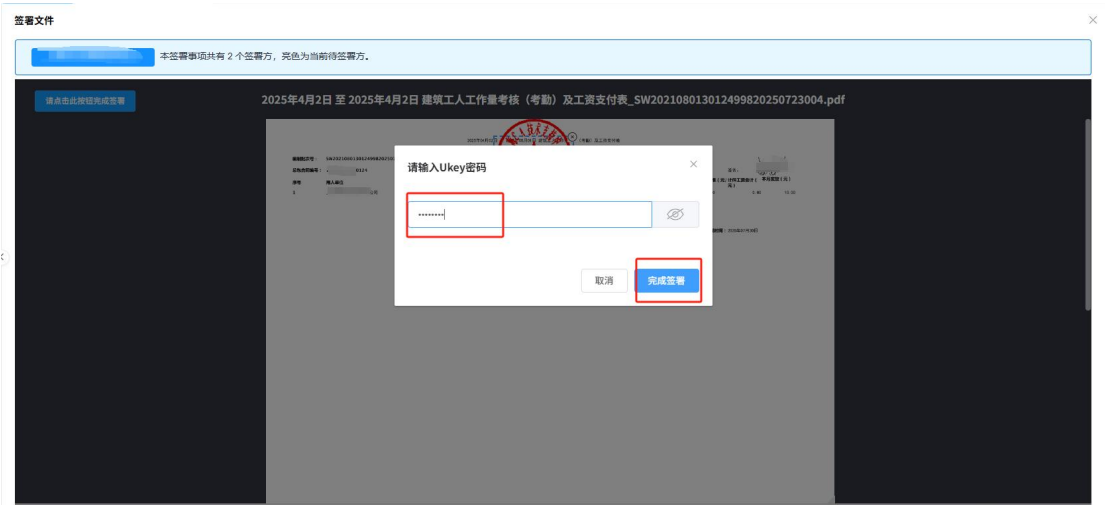 签署文件
本签署事项共有 2 个签署方，亮色为当前待签署方。
请点击此按钮完成签署
2025年4月2日 至 2025年4月2日 建筑工人工作量考核（考勤）及工资支付表_SW202108013012499820250723004.pdf
请输入Ukey密码
········
取消
完成签署